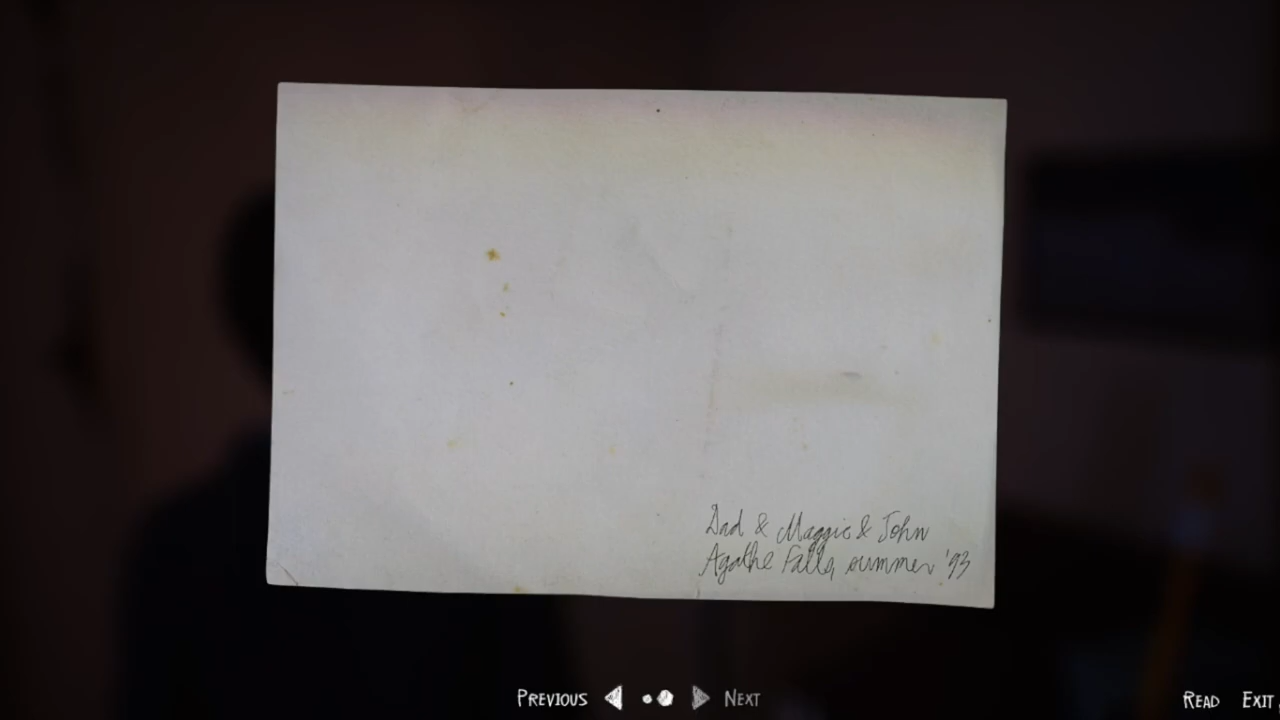 Dad & Maggie & John
Agathe Falls, summer '93
PREVIOUS NEXT
READ EXIT